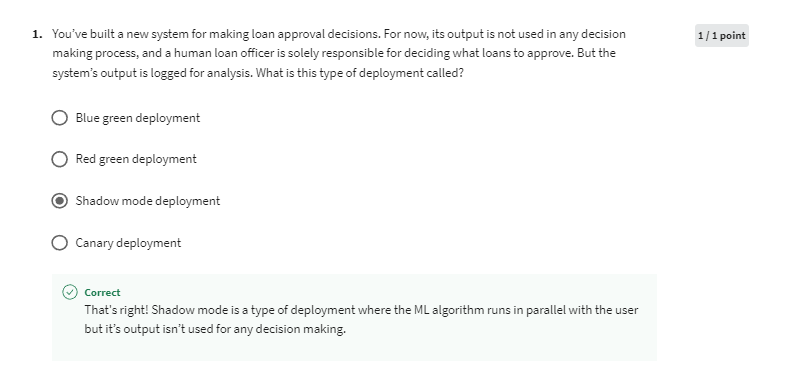 1. You've built a new system for making loan approval decisions. For now, its output is not used in any decision
1 / 1 point
making process, and a human loan officer is solely responsible for deciding what loans to approve. But the
system's output is logged for analysis. What is this type of deployment called?
Blue green deployment
Red green deployment
Shadow mode deployment
Canary deployment
Correct
That's right! Shadow mode is a type of deployment where the ML algorithm runs in parallel with the user
but it's output isn't used for any decision making.